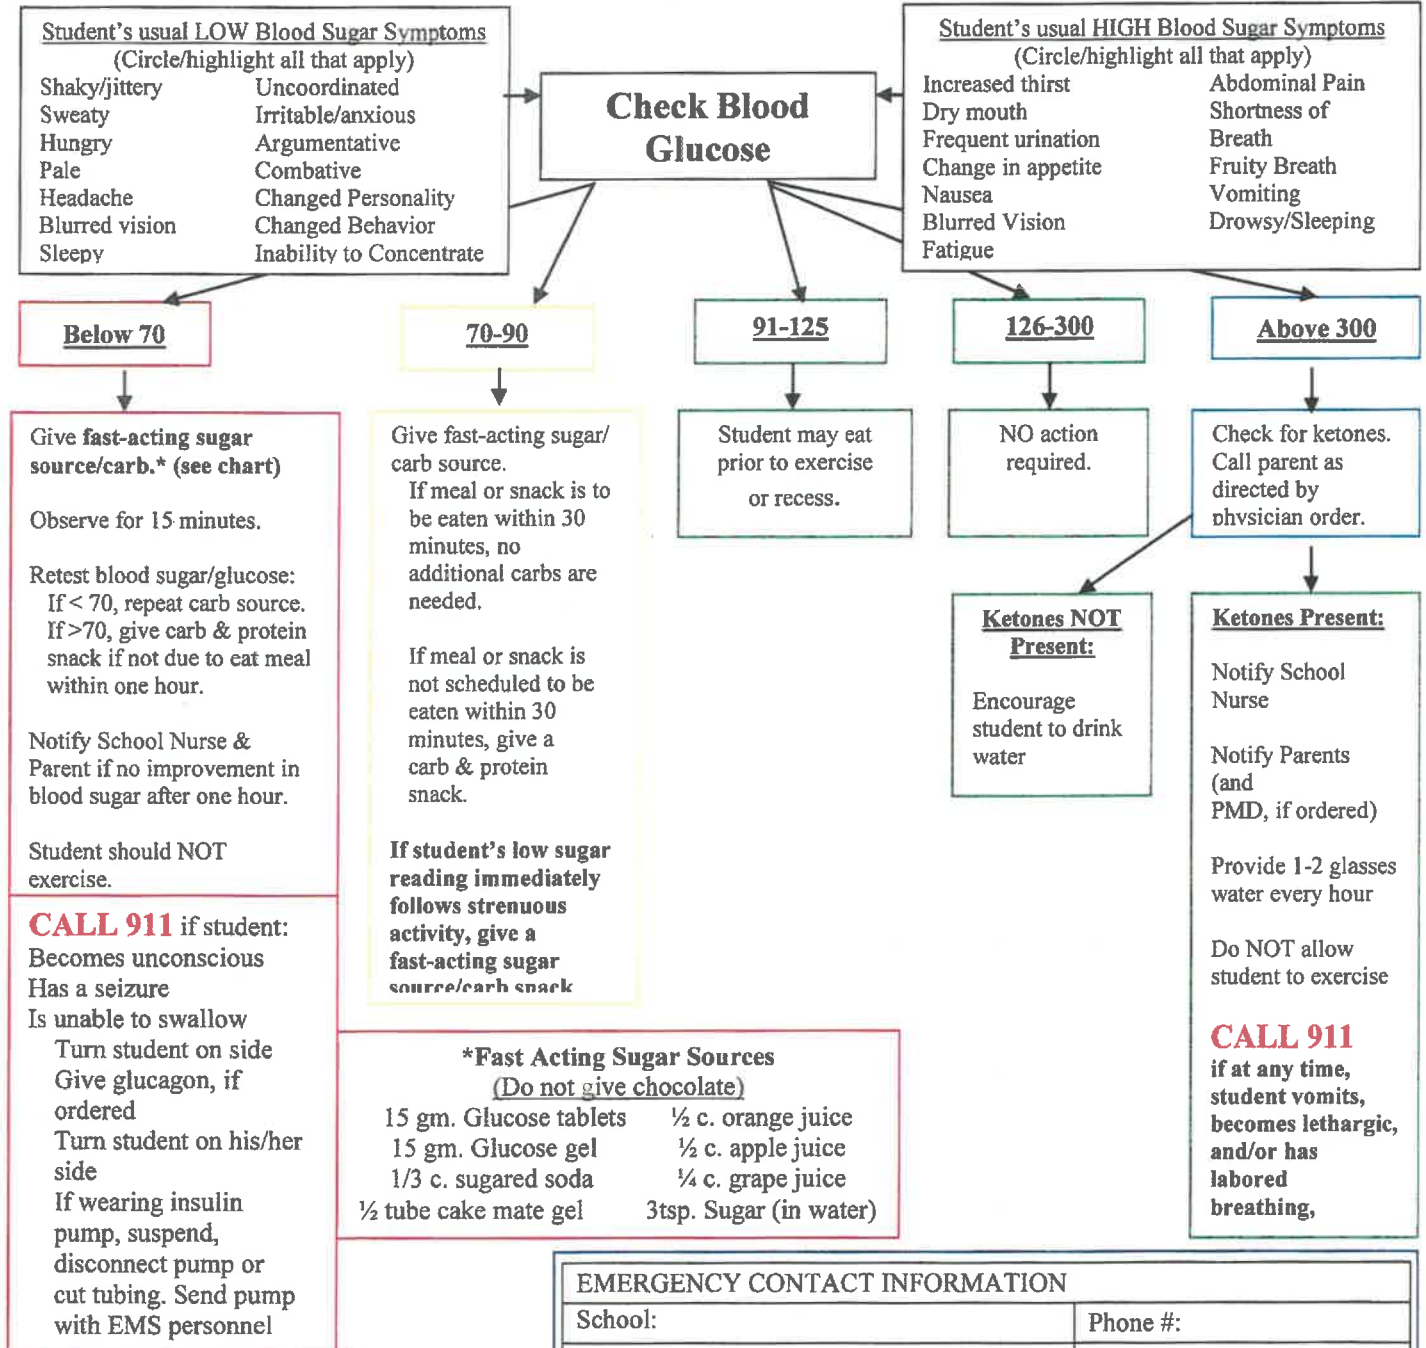 Student's usual LOW Blood Sugar Symptoms
(Circle/highlight all that apply)
Shaky/jittery Uncoordinated
Sweaty Irritable/anxious
Hungry Argumentative
Pale Combative
Headache Changed Personality
Blurred vision Changed Behavior
Sleepy Inability to Concentrate
Check Blood
Glucose
Student's usual HIGH Blood Sugar Symptoms
(Circle/highlight all that apply)
Increased thirst
Dry mouth
Frequent urination
Change in appetite
Nausea
Blurred Vision
Fatigue
Abdominal Pain
Shortness of
Breath
Fruity Breath
Vomiting
Drowsy/Sleeping
Below 70
70-90
91-125
126-300
Above 300
Give fast-acting sugar
source/carb.* (see chart)
Observe for 15 minutes.
Retest blood sugar/glucose:
If < 70, repeat carb source.
If >70, give carb & protein
snack if not due to eat meal
within one hour.
Notify School Nurse &
Parent if no improvement in
blood sugar after one hour.
Student should NOT
exercise.
CALL 911 if student:
Becomes unconscious
Has a seizure
Is unable to swallow
Turn student on side
Give glucagon, if
ordered
Turn student on his/her
side
If wearing insulin
pump, suspend,
disconnect pump or
cut tubing. Send pump
with EMS personnel
Give fast-acting sugar/
carb source.
If meal or snack is to
be eaten within 30
minutes, no
additional carbs are
needed.
If meal or snack is
not scheduled to be
eaten within 30
minutes, give a
carb & protein
snack.
If student's low sugar
reading immediately
follows strenuous
activity, give a
fast-acting sugar
source/carb snack
Student may eat
prior to exercise
or recess.
NO action
required.
Check for ketones.
Call parent as
directed by
physician order.
Ketones NOT
Present:
Encourage
student to drink
water
Ketones Present:
Notify School
Nurse
Notify Parents
(and
PMD, if ordered)
Provide 1-2 glasses
water every hour
Do NOT allow
student to exercise
CALL 911
if at any time,
student vomits,
becomes lethargic,
and/or has
labored
breathing,
*Fast Acting Sugar Sources
(Do not give chocolate)
15 gm. Glucose tablets ½ c. orange juice
15 gm. Glucose gel ½ c. apple juice
1/3 c. sugared soda ¼ c. grape juice
½ tube cake mate gel 3tsp. Sugar (in water)
EMERGENCY CONTACT INFORMATION
School: Phone #: